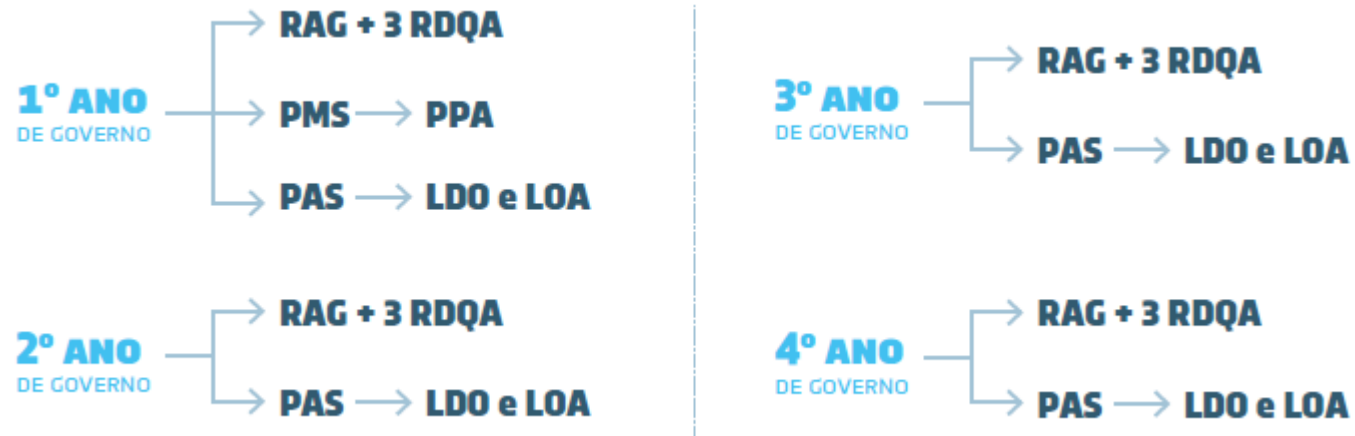 1º ANO
DE GOVERNO
RAG + 3 RDQA
PMS PPA
PAS LDO e LOA
2º ANO
DE GOVERNO
RAG + 3 RDQA
PAS LDO e LOA
3º ANO
DE GOVERNO
RAG + 3 RDQA
PAS LDO e LOA
4º ANO
DE GOVERNO
RAG + 3 RDQA
PAS LDO e LOA